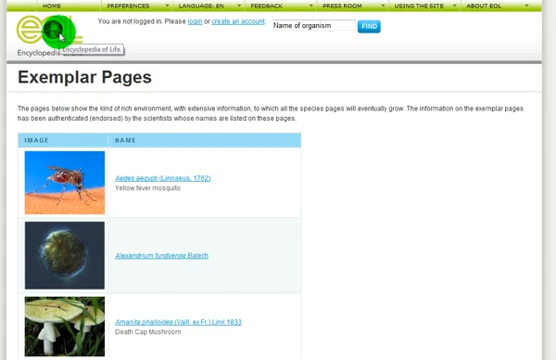 HOME PREFERENCES LANGUAGE: EN FEEDBACK PRESS ROOM USING THE SITE ABOUT EOL
You are not logged in. Please login or create an account.
Name of organism FIND
Encyclopedia of Life
Encyclopedia
Exemplar Pages
The pages below show the kind of rich environment, with extensive information, to which all the species pages will eventually grow. The information on the exemplar pages
has been authenticated (endorsed) by the scientists whose names are listed on these pages.
IMAGE NAME
Aedes aegypti (Linnaeus, 1762)
Yellow fever mosquito
Alexandrium fundyense Balech
Amanita phalloides (Vaill. ex Fr.) Link 1833
Death Cap Mushroom